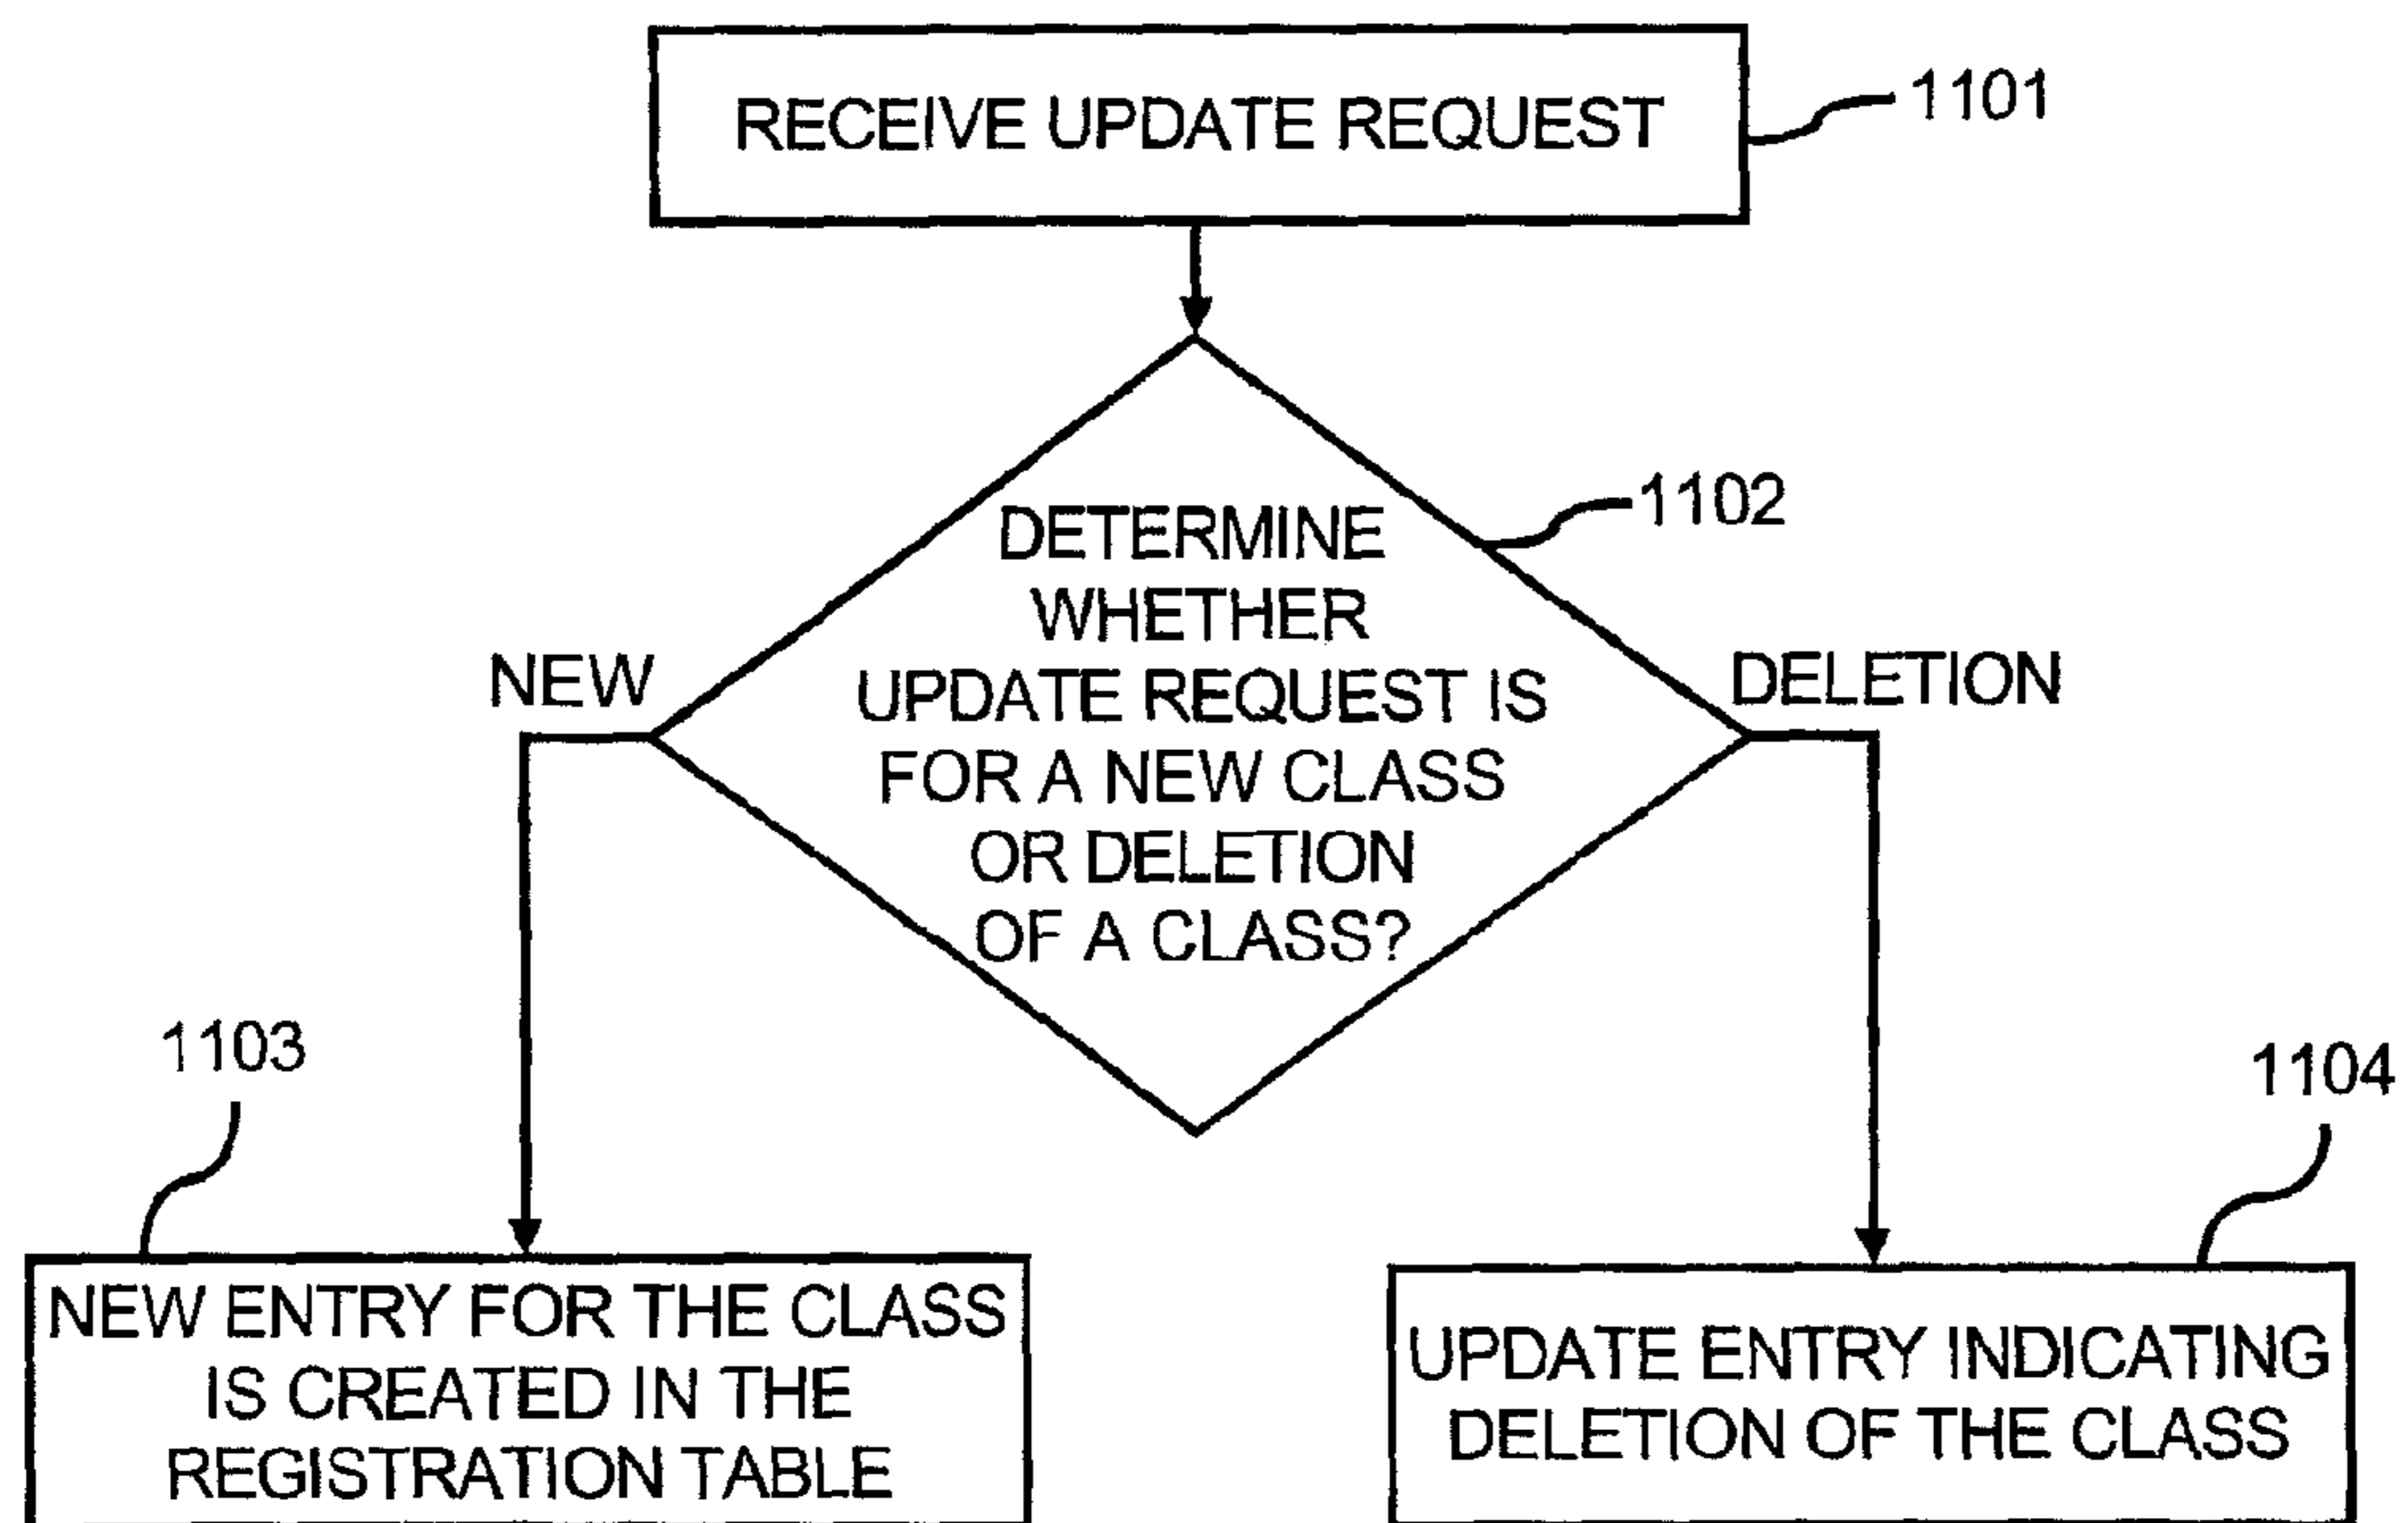 RECEIVE UPDATE REQUEST
1101
DETERMINE
WHETHER
UPDATE REQUEST IS
FOR A NEW CLASS
OR DELETION
OF A CLASS?
1102
NEW
DELETION
1103
NEW ENTRY FOR THE CLASS
IS CREATED IN THE
REGISTRATION TABLE
1104
UPDATE ENTRY INDICATING
DELETION OF THE CLASS